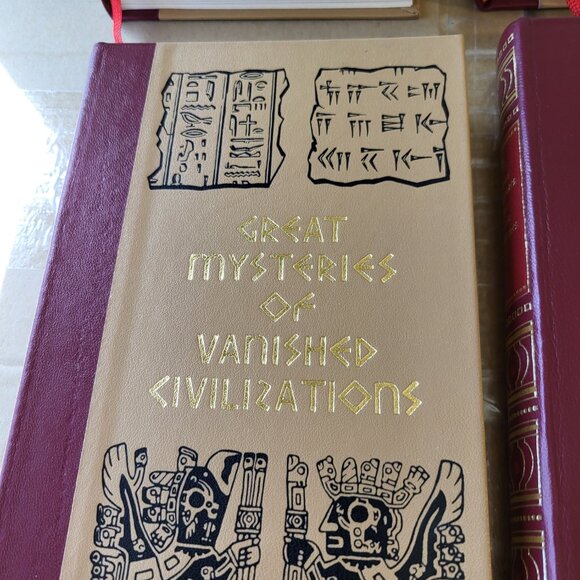 GREAT
MYSTERIES
OF
VANISHED
CIVILIZATIONS